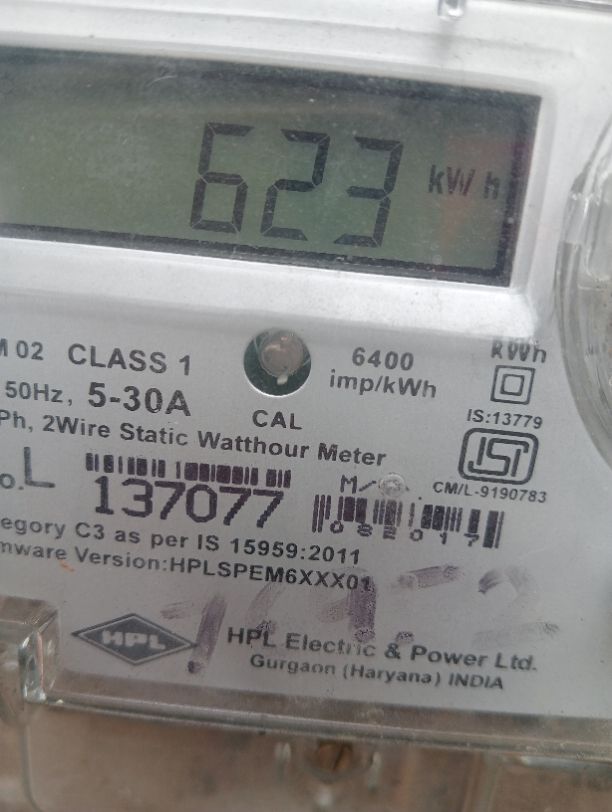 623 kWh
M 02 CLASS 1
6400
imp/kWh
kWh
50Hz, 5-30A
CAL
IS:13779
Ph, 2Wire Static Watthour Meter
ISI
CM/L-9190783
o. L 137077
M/
082017
egory C3 as per IS 15959:2011
mware Version:HPLSPEM6XXX01
HPL
HPL Electric & Power Ltd.
Gurgaon (Haryana) INDIA